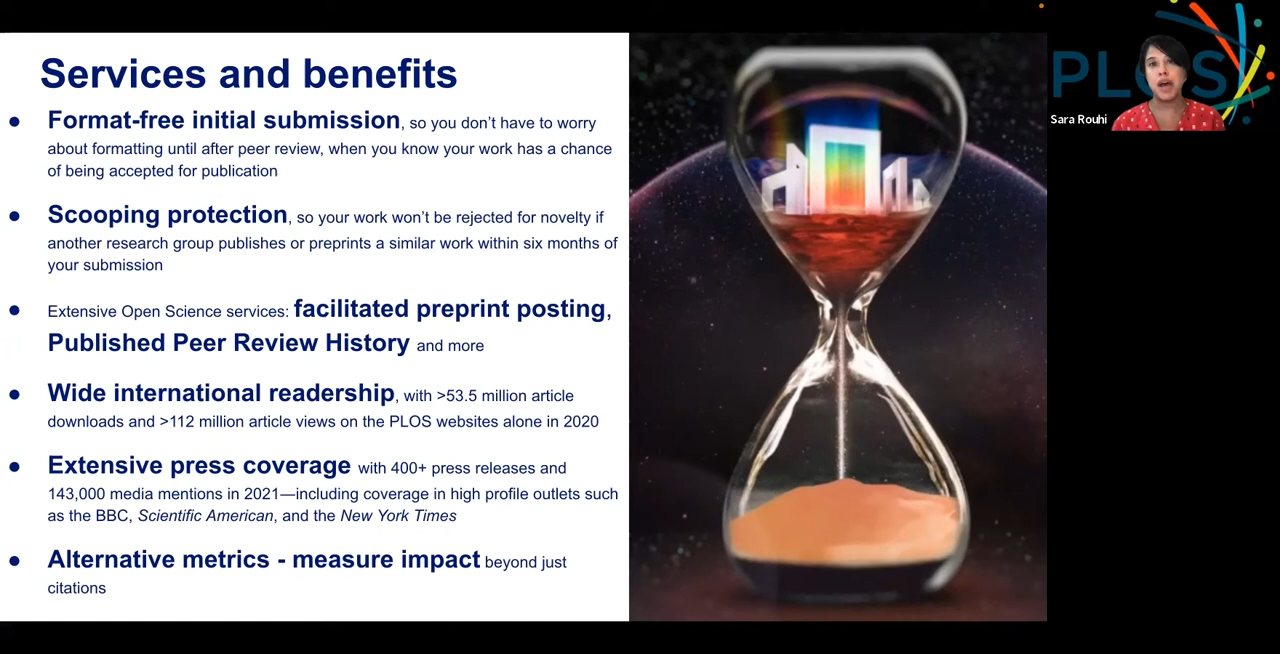 Services and benefits
● Format-free initial submission, so you don't have to worry
about formatting until after peer review, when you know your work has a chance
of being accepted for publication
● Scooping protection, so your work won't be rejected for novelty if
another research group publishes or preprints a similar work within six months of
your submission
● Extensive Open Science services: facilitated preprint posting,
Published Peer Review History and more
● Wide international readership, with >53.5 million article
downloads and >112 million article views on the PLOS websites alone in 2020
● Extensive press coverage with 400+ press releases and
143,000 media mentions in 2021—including coverage in high profile outlets such
as the BBC, Scientific American, and the New York Times
● Alternative metrics - measure impact beyond just
citations
PLOS
Sara Rouhi